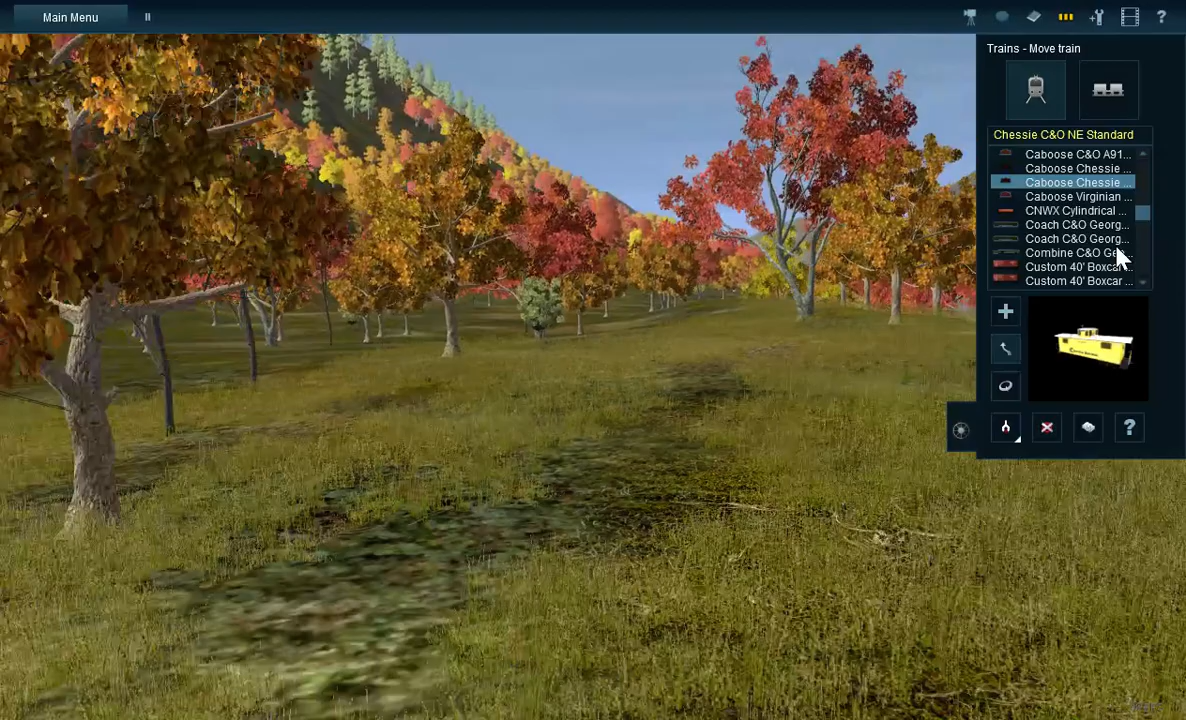 Main Menu
Trains - Move train
Chessie C&O NE Standard
Caboose C&O A91...
Caboose Chessie ...
Caboose Chessie ...
Caboose Virginian ...
CNWX Cylindrical ...
Coach C&O Georg...
Coach C&O Georg...
Combine C&O Ge...
Custom 40' Boxcar ...
Custom 40' Boxcar ...
?
?